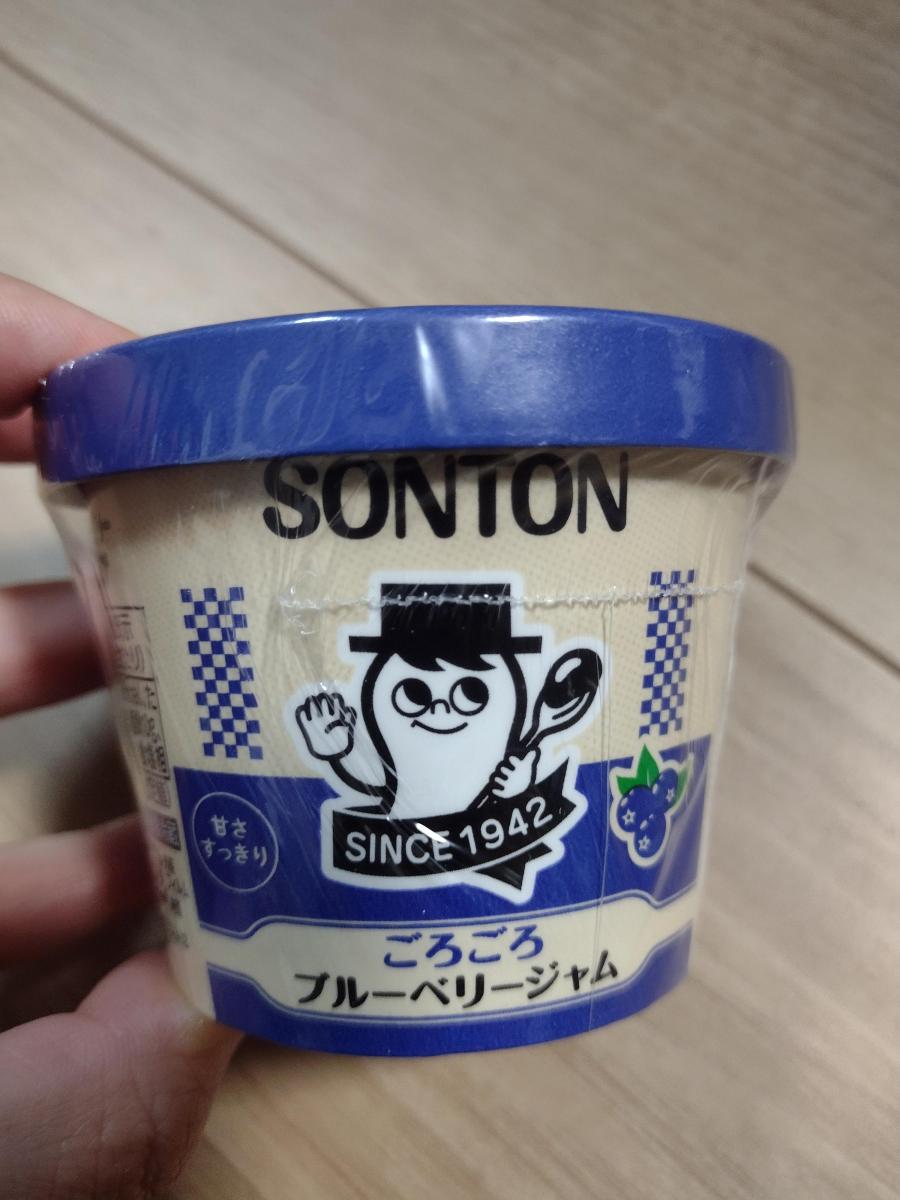 SONTON
SINCE 1942
甘さ
すっきり
ごろごろ
ブルーベリージャム